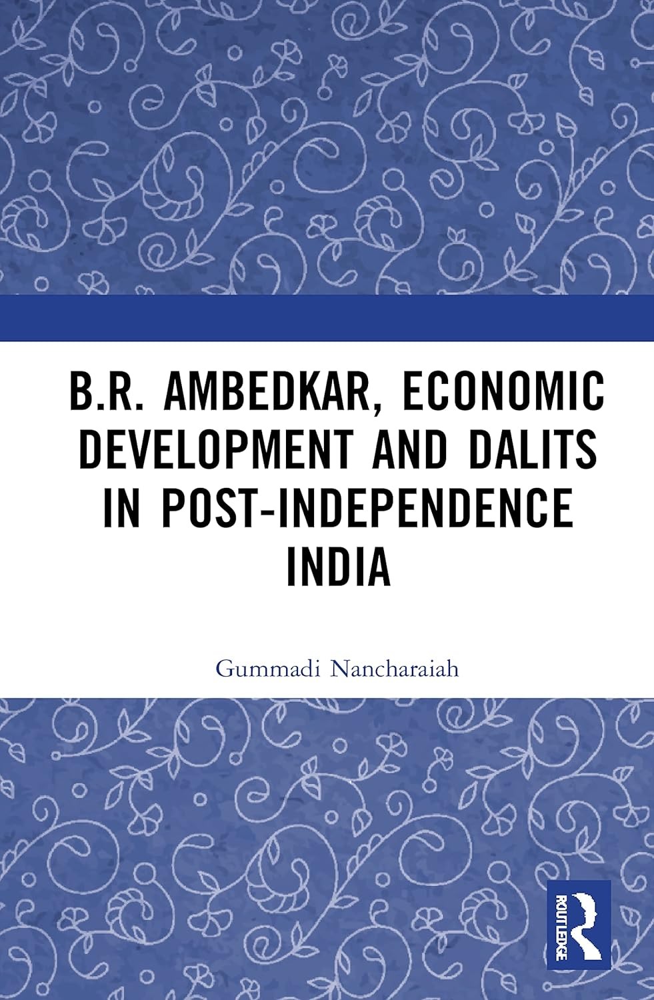 B.R. AMBEDKAR, ECONOMIC
DEVELOPMENT AND DALITS
IN POST-INDEPENDENCE
INDIA
Gummadi Nancharaiah
ROUTLEDGE